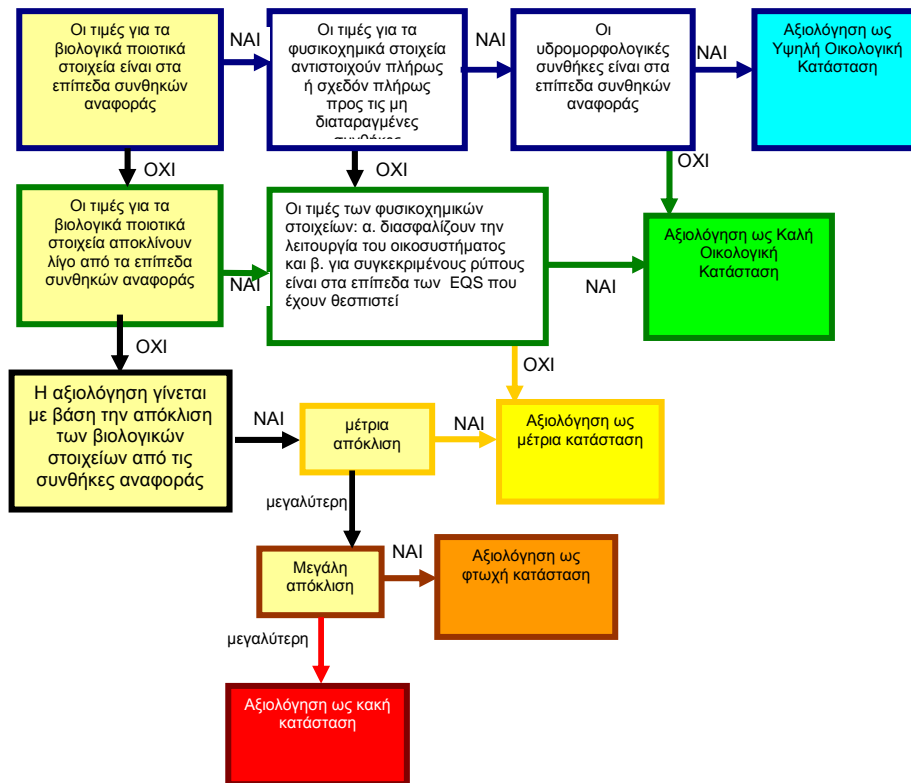 Οι τιμές για τα
βιολογικά ποιοτικά
στοιχεία είναι στα
επίπεδα συνθηκών
αναφοράς
ΝΑΙ
Οι τιμές για τα
φυσικοχημικά στοιχεία
αντιστοιχούν πλήρως
ή σχεδόν πλήρως
προς τις μη
διαταραγμένες
συνθήκες
ΝΑΙ
Οι
υδρομορφολογικές
συνθήκες είναι στα
επίπεδα συνθηκών
αναφοράς
ΝΑΙ
Αξιολόγηση ως
Υψηλή Οικολογική
Κατάσταση
ΟΧΙ
ΟΧΙ
ΟΧΙ
Οι τιμές για τα
βιολογικά ποιοτικά
στοιχεία αποκλίνουν
λίγο από τα επίπεδα
συνθηκών αναφοράς
ΝΑΙ
Οι τιμές των φυσικοχημικών
στοιχείων: α. διασφαλίζουν την
λειτουργία του οικοσυστήματος
και β. για συγκεκριμένους ρύπους
είναι στα επίπεδα των EQS που
έχουν θεσπιστεί
ΝΑΙ
Αξιολόγηση ως Καλή
Οικολογική
Κατάσταση
ΟΧΙ
ΟΧΙ
Η αξιολόγηση γίνεται
με βάση την απόκλιση
των βιολογικών
στοιχείων από τις
συνθήκες αναφοράς
ΝΑΙ
μέτρια
απόκλιση
ΝΑΙ
Αξιολόγηση ως
μέτρια κατάσταση
μεγαλύτερη
Μεγάλη
απόκλιση
ΝΑΙ
Αξιολόγηση ως
φτωχή κατάσταση
μεγαλύτερη
Αξιολόγηση ως κακή
κατάσταση